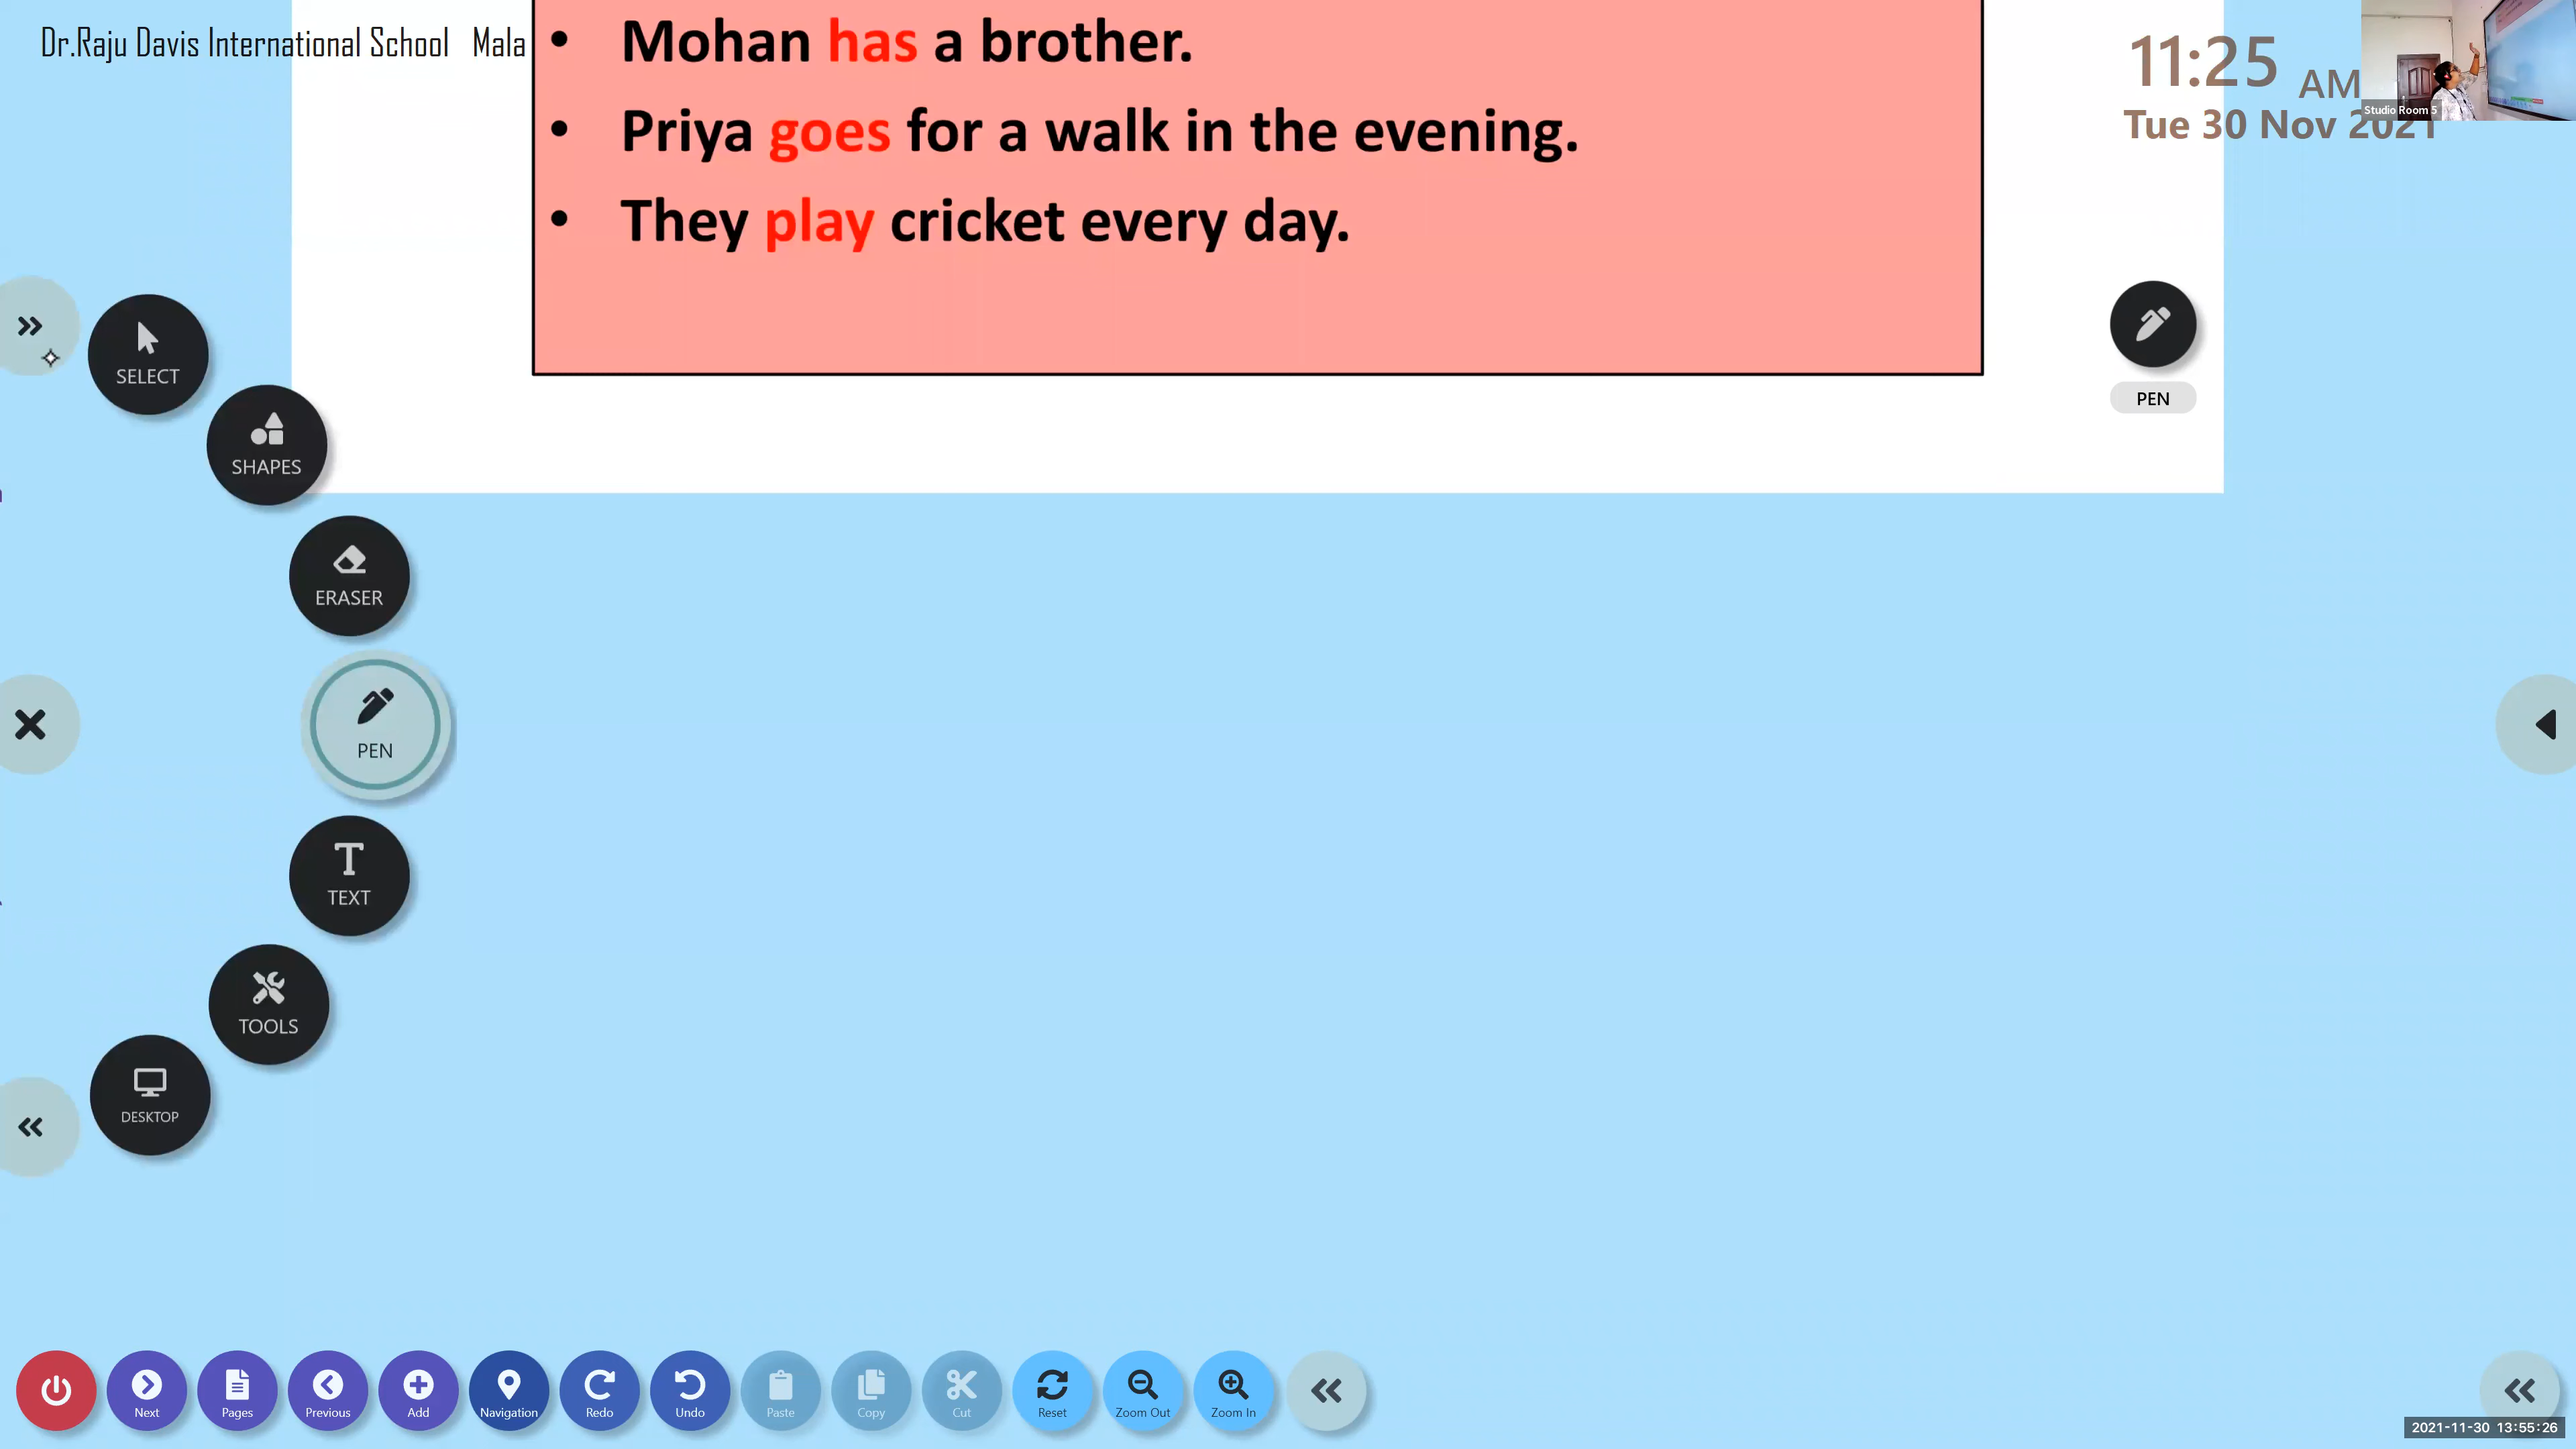 Dr.Raju Davis International School Mala
• Mohan has a brother.
• Priya goes for a walk in the evening.
• They play cricket every day.
11:25 AM
Tue 30 Nov 2021
Studio Room 5
PEN
SELECT
SHAPES
ERASER
PEN
TEXT
TOOLS
DESKTOP
Next
Pages
Previous
Add
Navigation
Redo
Undo
Paste
Copy
Cut
Reset
Zoom Out
Zoom In
2021-11-30 13:55:26